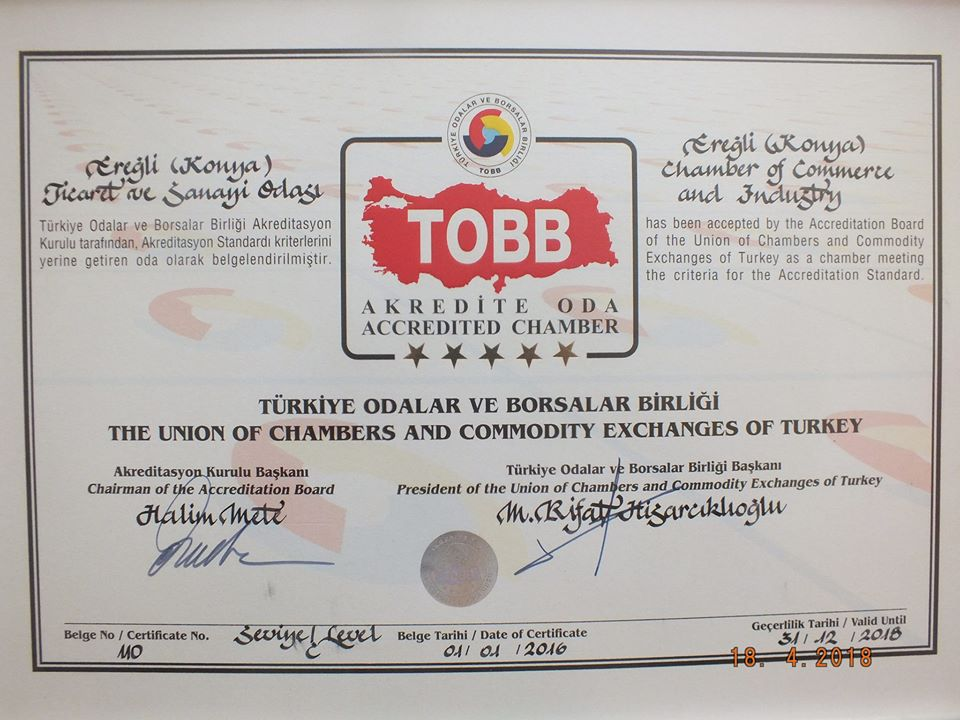 TÜRKİYE ODALAR VE BORSALAR BİRLİĞİ
TOBB
Ereğli (Konya)
Ticaret ve Sanayi Odası
Türkiye Odalar ve Borsalar Birliği Akreditasyon
Kurulu tarafından, Akreditasyon Standardı kriterlerini
yerine getiren oda olarak belgelendirilmiştir.
TOBB
AKREDİTE ODA
ACCREDITED CHAMBER
Ereğli (Konya)
Chamber of Commerce
and Industry
has been accepted by the Accreditation Board
of the Union of Chambers and Commodity
Exchanges of Turkey as a chamber meeting
the criteria for the Accreditation Standard.
TÜRKİYE ODALAR VE BORSALAR BİRLİĞİ
THE UNION OF CHAMBERS AND COMMODITY EXCHANGES OF TURKEY
Akreditasyon Kurulu Başkanı
Chairman of the Accreditation Board
Halim Mete
Türkiye Odalar ve Borsalar Birliği Başkanı
President of the Union of Chambers and Commodity Exchanges of Turkey
M. Rifat Hisarcıklıoğlu
Belge No / Certificate No.
110
Seviye / Level
C
Belge Tarihi / Date of Certificate
01 / 01 / 2016
Geçerlilik Tarihi / Valid Until
31 / 12 / 2018
18. 4.2018